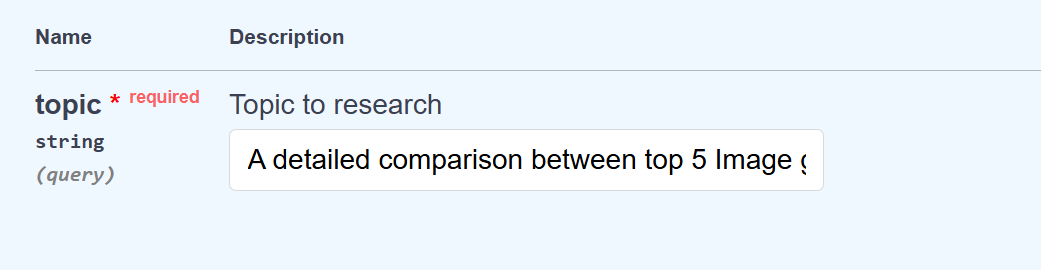 Name Description
topic * required Topic to research
string
A detailed comparison between top 5 Image
(query)